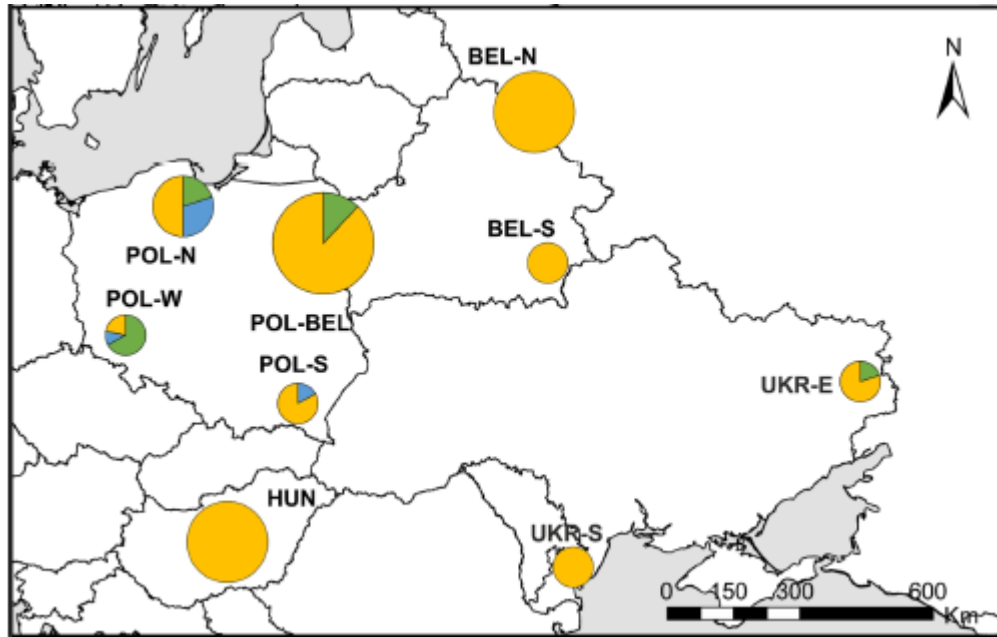 BEL-N
N
BEL-S
POL-N
POL-W
POL-BEL
POL-S
UKR-E
HUN
UKR-S
0 150 300 600
Km